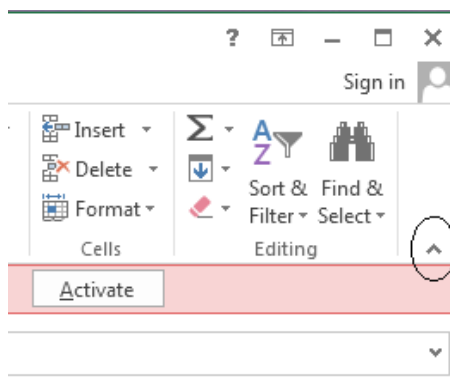 ?
Sign in
Insert
Delete
Format
Cells
Σ
A
Z
Sort &
Filter
Find &
Select
Editing
Activate